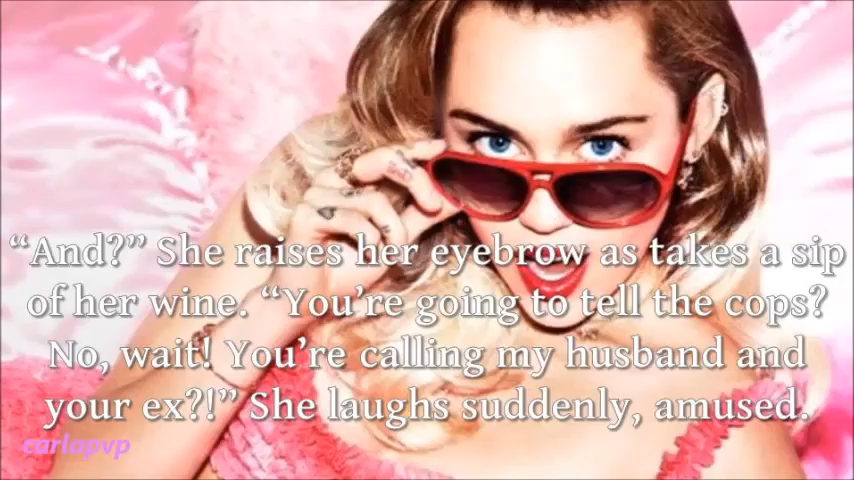 “And?” She raises her eyebrow as takes a sip
of her wine. “You’re going to tell the cops?
No, wait! You’re calling my husband and
your ex?!” She laughs suddenly, amused.
carlapvp